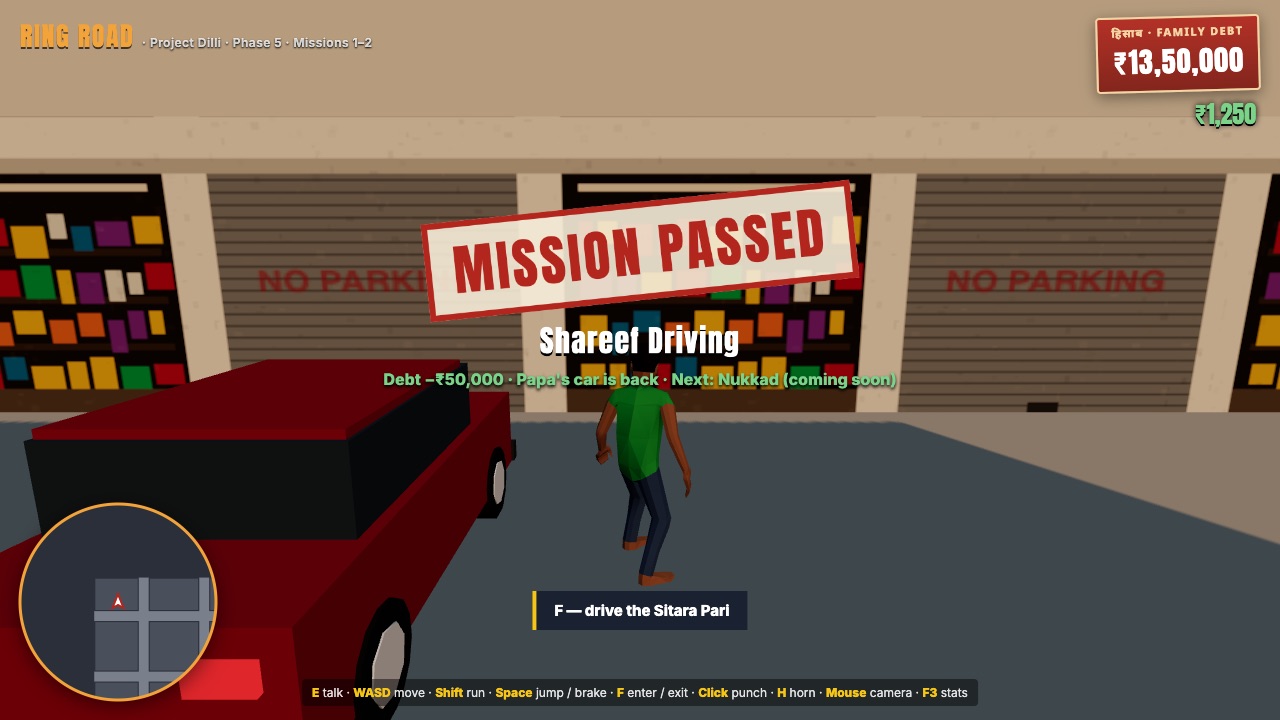 RING ROAD · Project Dilli · Phase 5 · Missions 1–2
हिसाब · FAMILY DEBT
₹13,50,000
₹1,250
NO PARKI
NO PARKING
MISSION PASSED
Shareef Driving
Debt −₹50,000 · Papa's car is back · Next: Nukkad (coming soon)
F — drive the Sitara Pari
E talk · WASD move · Shift run · Space jump / brake · F enter / exit · Click punch · H horn · Mouse camera · F3 stats